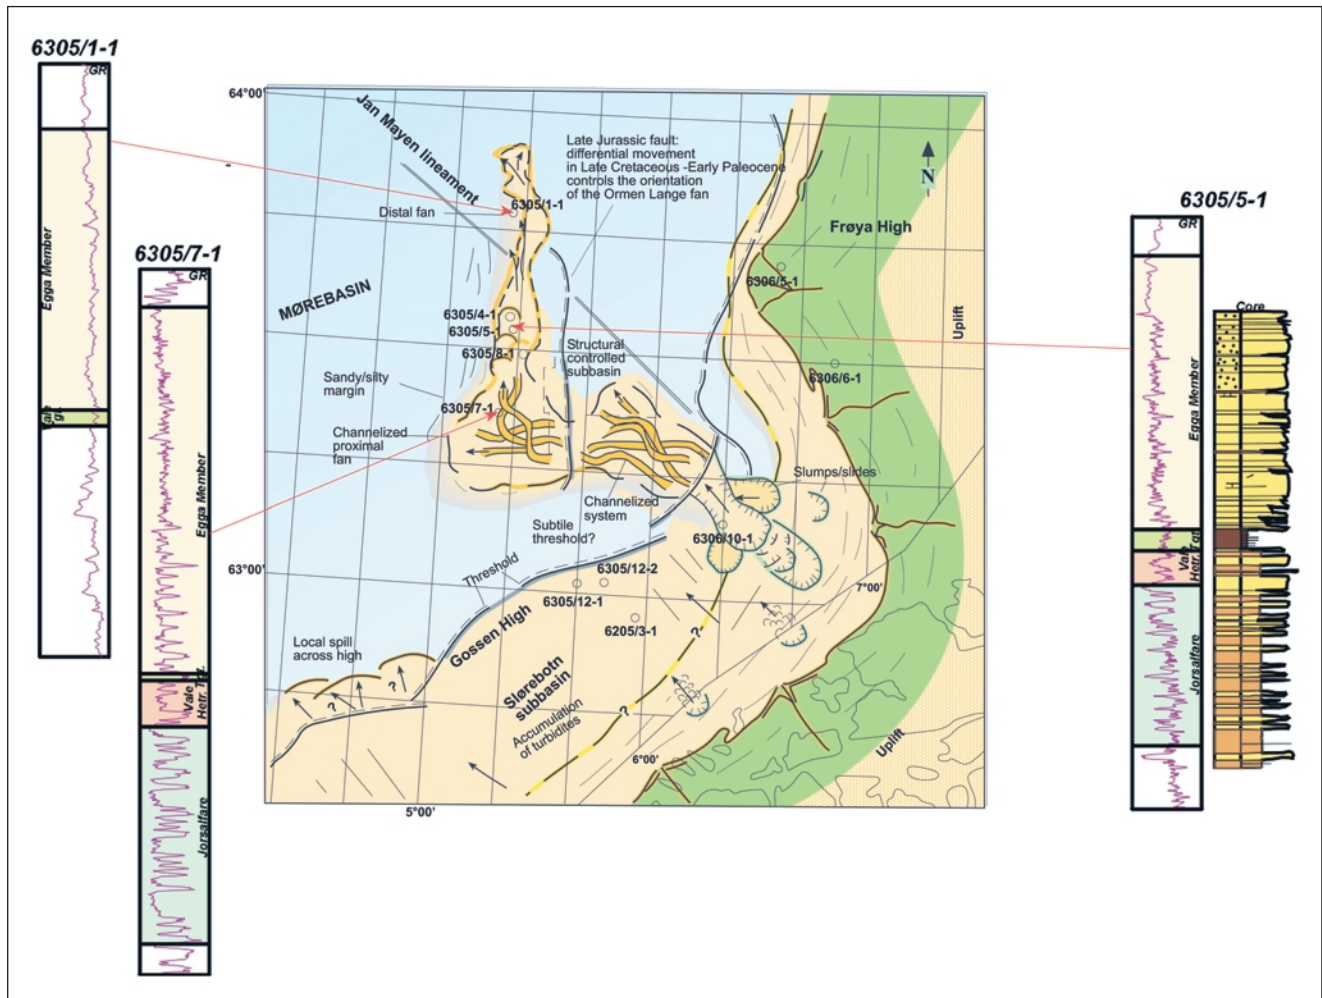 6305/1-1
GR
Egga Member
Vale
Tgt.
6305/7-1
GR
Egga Member
Vale
Hetr. Tgt.
Jorsalfare
64°00'
Jan Mayen lineament
Late Jurassic fault:
differential movement
in Late Cretaceous -Early Paleocene
controls the orientation
of the Ormen Lange fan
N
6305/1-1
Distal fan
Frøya High
6306/5-1
MØREBASIN
6305/4-1
6305/5-1
6305/8-1
Structural
controlled
subbasin
Uplift
6306/6-1
Sandy/silty
margin
6305/7-1
Channelized
proximal
fan
Slumps/slides
Channelized
system
Subtile
threshold?
6306/10-1
63°00'
Threshold
6305/12-2
6305/12-1
7°00'
6205/3-1
Gossen High
Local spill
across high
?
?
?
?
Slørebotn
subbasin
Accumulation
of turbidites
6°00'
Uplift
5°00'
6305/5-1
GR
Core
Egga Member
Vale
Hetr. Tgt.
Jorsalfare